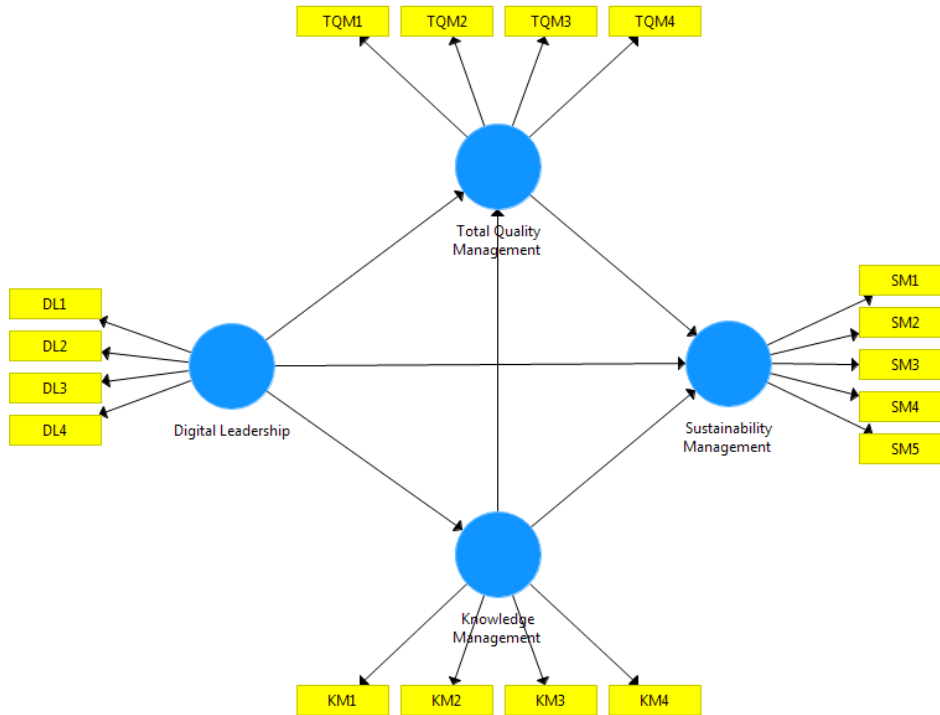 TQM1
TQM2
TQM3
TQM4
Total Quality
Management
DL1
DL2
DL3
DL4
Digital Leadership
SM1
SM2
SM3
SM4
SM5
Sustainability
Management
Knowledge
Management
KM1
KM2
KM3
KM4